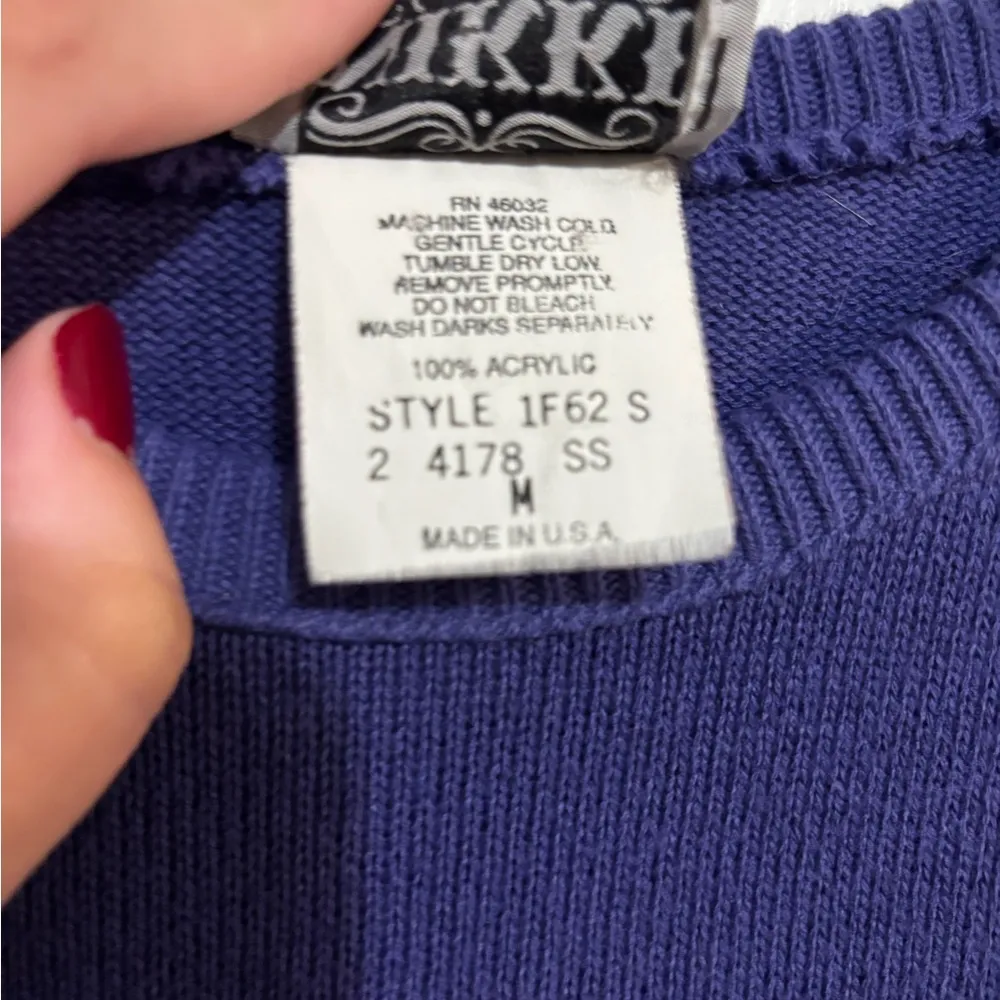 NIKKI
RN 46032
MACHINE WASH COLD
GENTLE CYCLE
TUMBLE DRY LOW
REMOVE PROMPTLY
DO NOT BLEACH
WASH DARKS SEPARATELY
100% ACRYLIC
STYLE 1F62 S
2 4178 SS
M
MADE IN U.S.A.